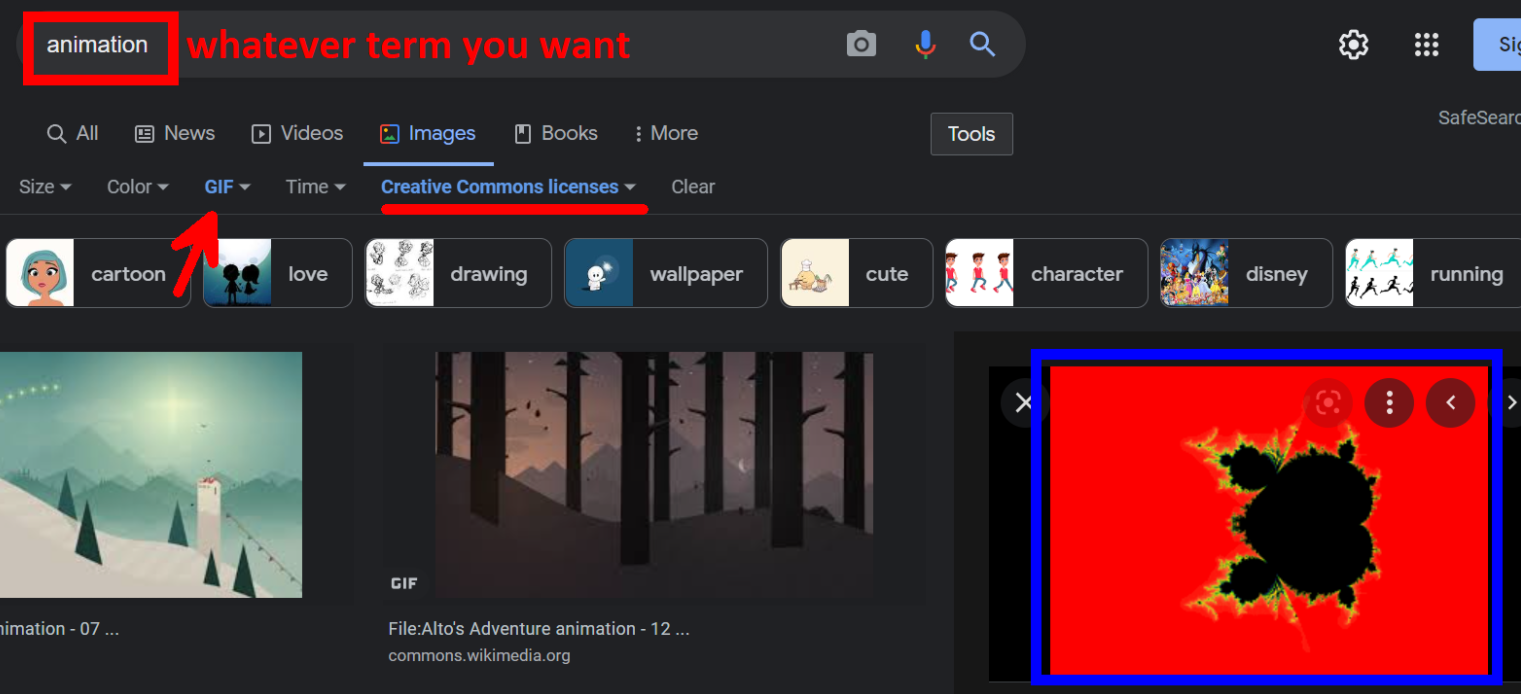 animation whatever term you want
Sig
SafeSearc
All News Videos Images Books More Tools
Size Color GIF Time Creative Commons licenses Clear
cartoon love drawing wallpaper cute character disney running
GIF
nimation - 07 ... File:Alto's Adventure animation - 12 ...
commons.wikimedia.org